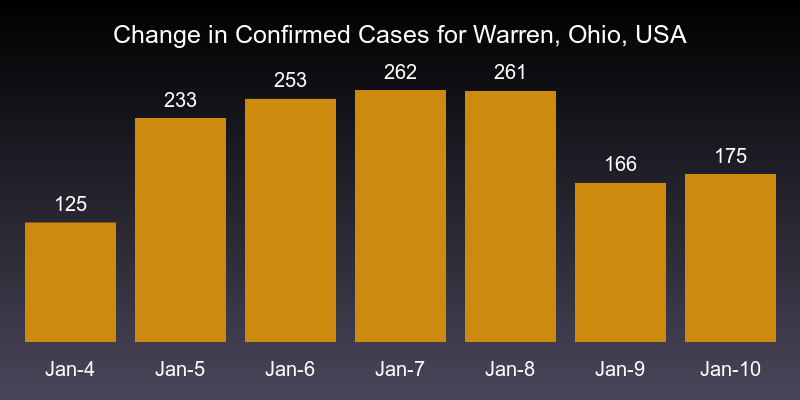 Change in Confirmed Cases for Warren, Ohio, USA
125
233
253
262
261
166
175
Jan-4
Jan-5
Jan-6
Jan-7
Jan-8
Jan-9
Jan-10